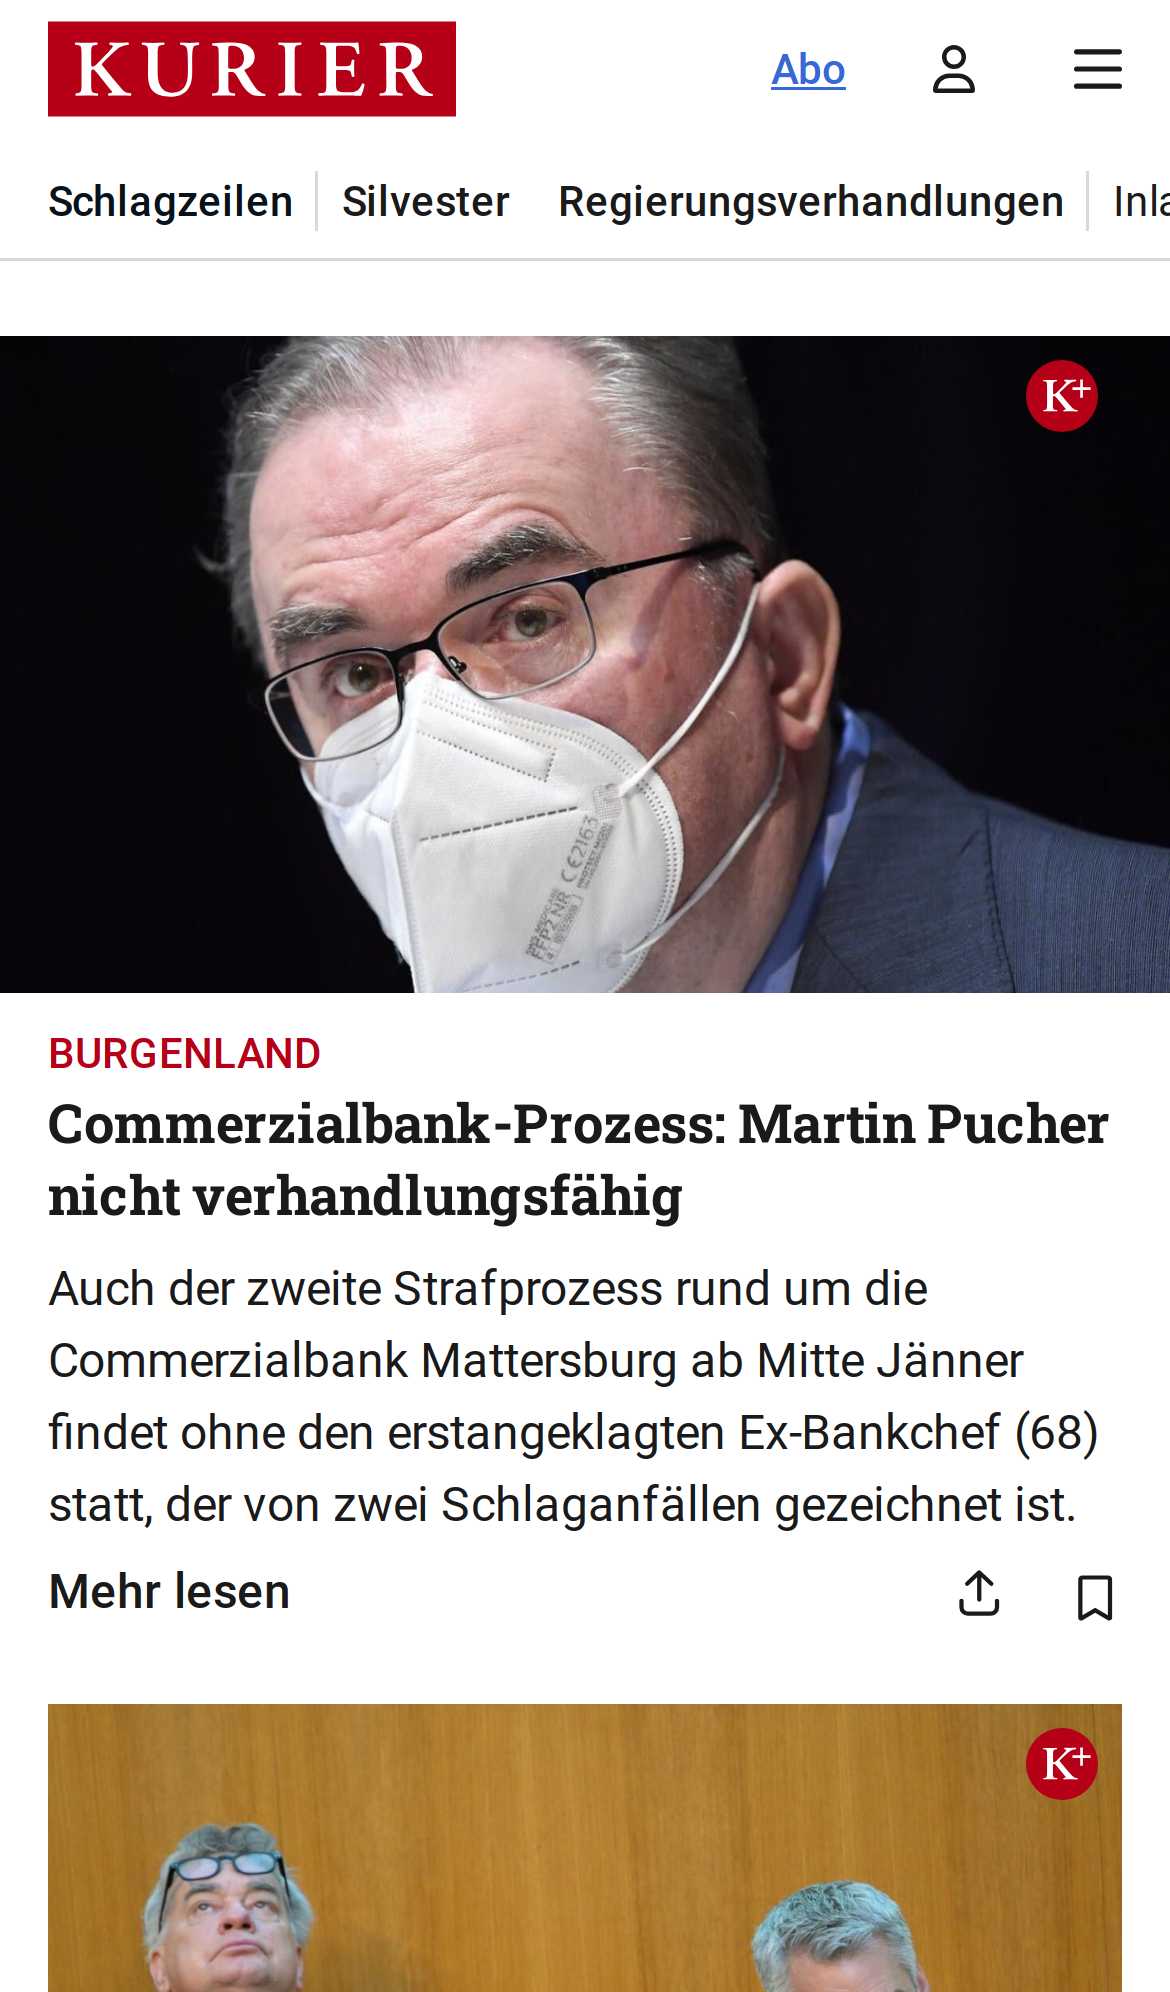 KURIER
Abo
Schlagzeilen
Silvester
Regierungsverhandlungen
K+
CE2163
FFP2 NR
BURGENLAND
Commerzialbank-Prozess: Martin Pucher
nicht verhandlungsfähig
Auch der zweite Strafprozess rund um die
Commerzialbank Mattersburg ab Mitte Jänner
findet ohne den erstangeklagten Ex-Bankchef (68)
statt, der von zwei Schlaganfällen gezeichnet ist.
Mehr lesen
K+